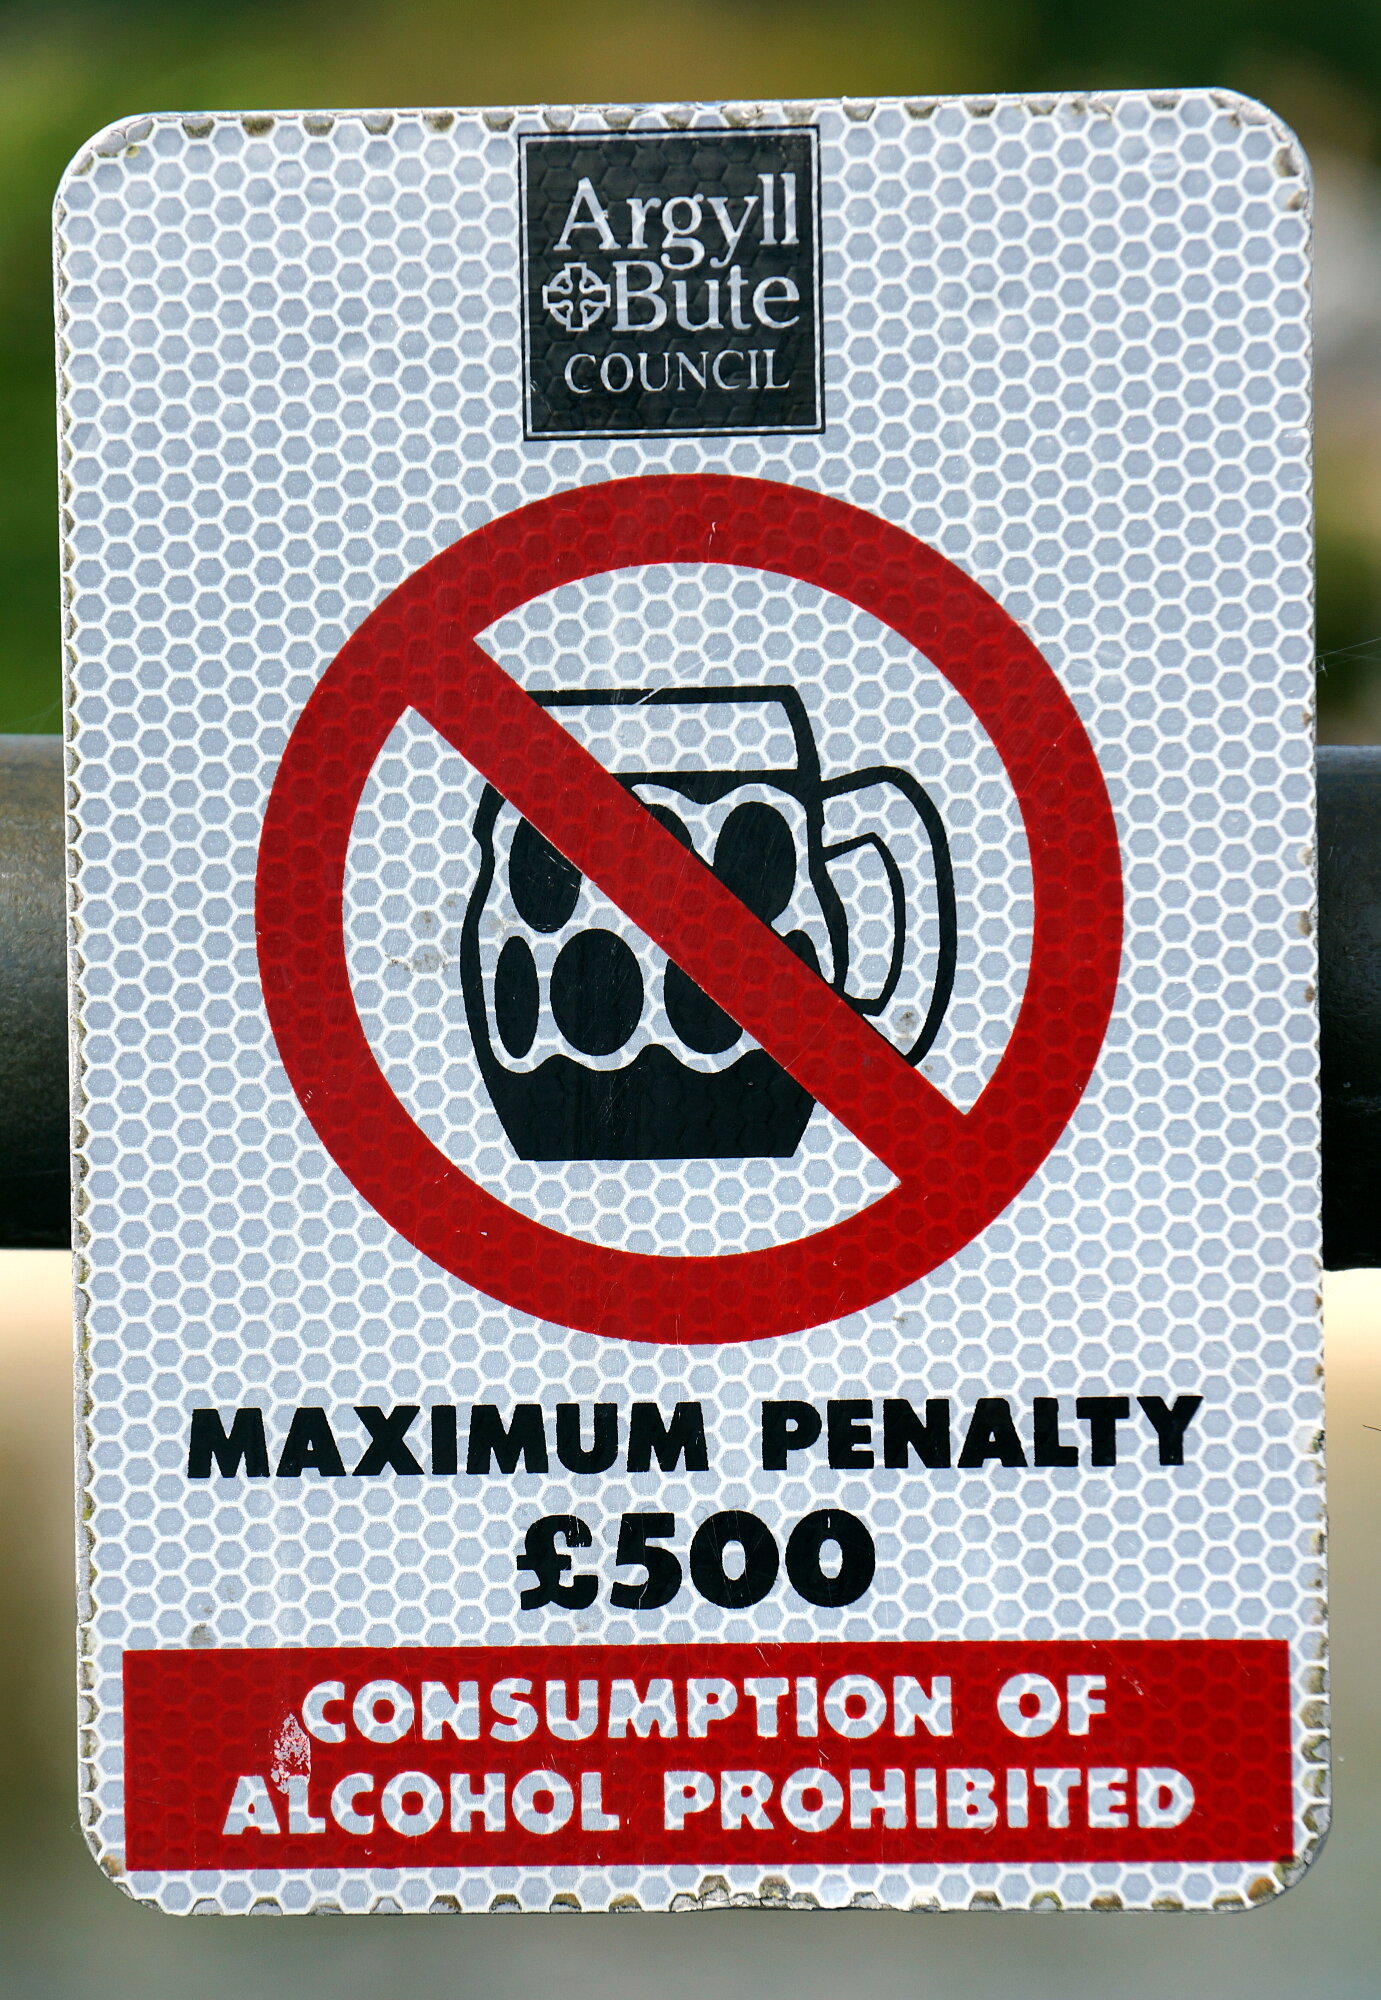 Argyll
Bute
COUNCIL
MAXIMUM PENALTY
£500
CONSUMPTION OF
ALCOHOL PROHIBITED